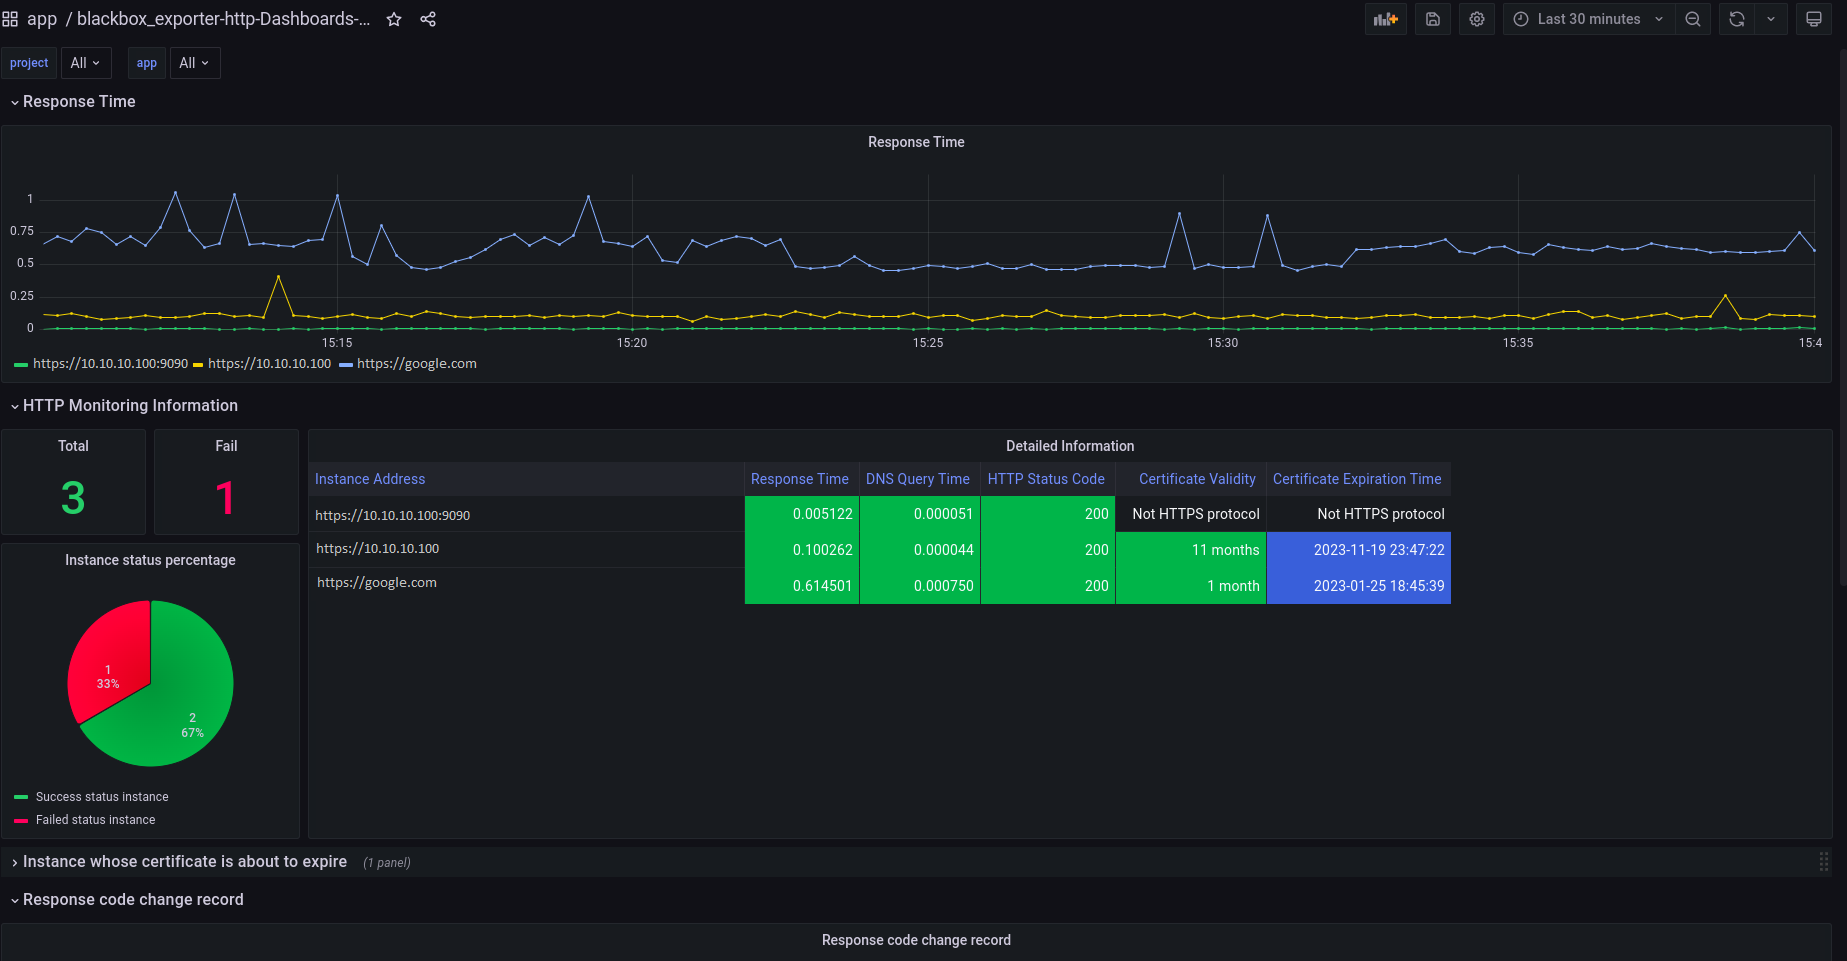 app / blackbox_exporter-http-Dashboards-...
Last 30 minutes
project All app All
Response Time
Response Time
1
0.75
0.5
0.25
0
15:15 15:20 15:25 15:30 15:35 15:4
https://10.10.10.100:9090 https://10.10.10.100 https://google.com
HTTP Monitoring Information
Total
3
Fail
1
Instance status percentage
1
33%
2
67%
Success status instance
Failed status instance
Detailed Information
Instance Address Response Time DNS Query Time HTTP Status Code Certificate Validity Certificate Expiration Time
https://10.10.10.100:9090 0.005122 0.000051 200 Not HTTPS protocol Not HTTPS protocol
https://10.10.10.100 0.100262 0.000044 200 11 months 2023-11-19 23:47:22
https://google.com 0.614501 0.000750 200 1 month 2023-01-25 18:45:39
Instance whose certificate is about to expire (1 panel)
Response code change record
Response code change record